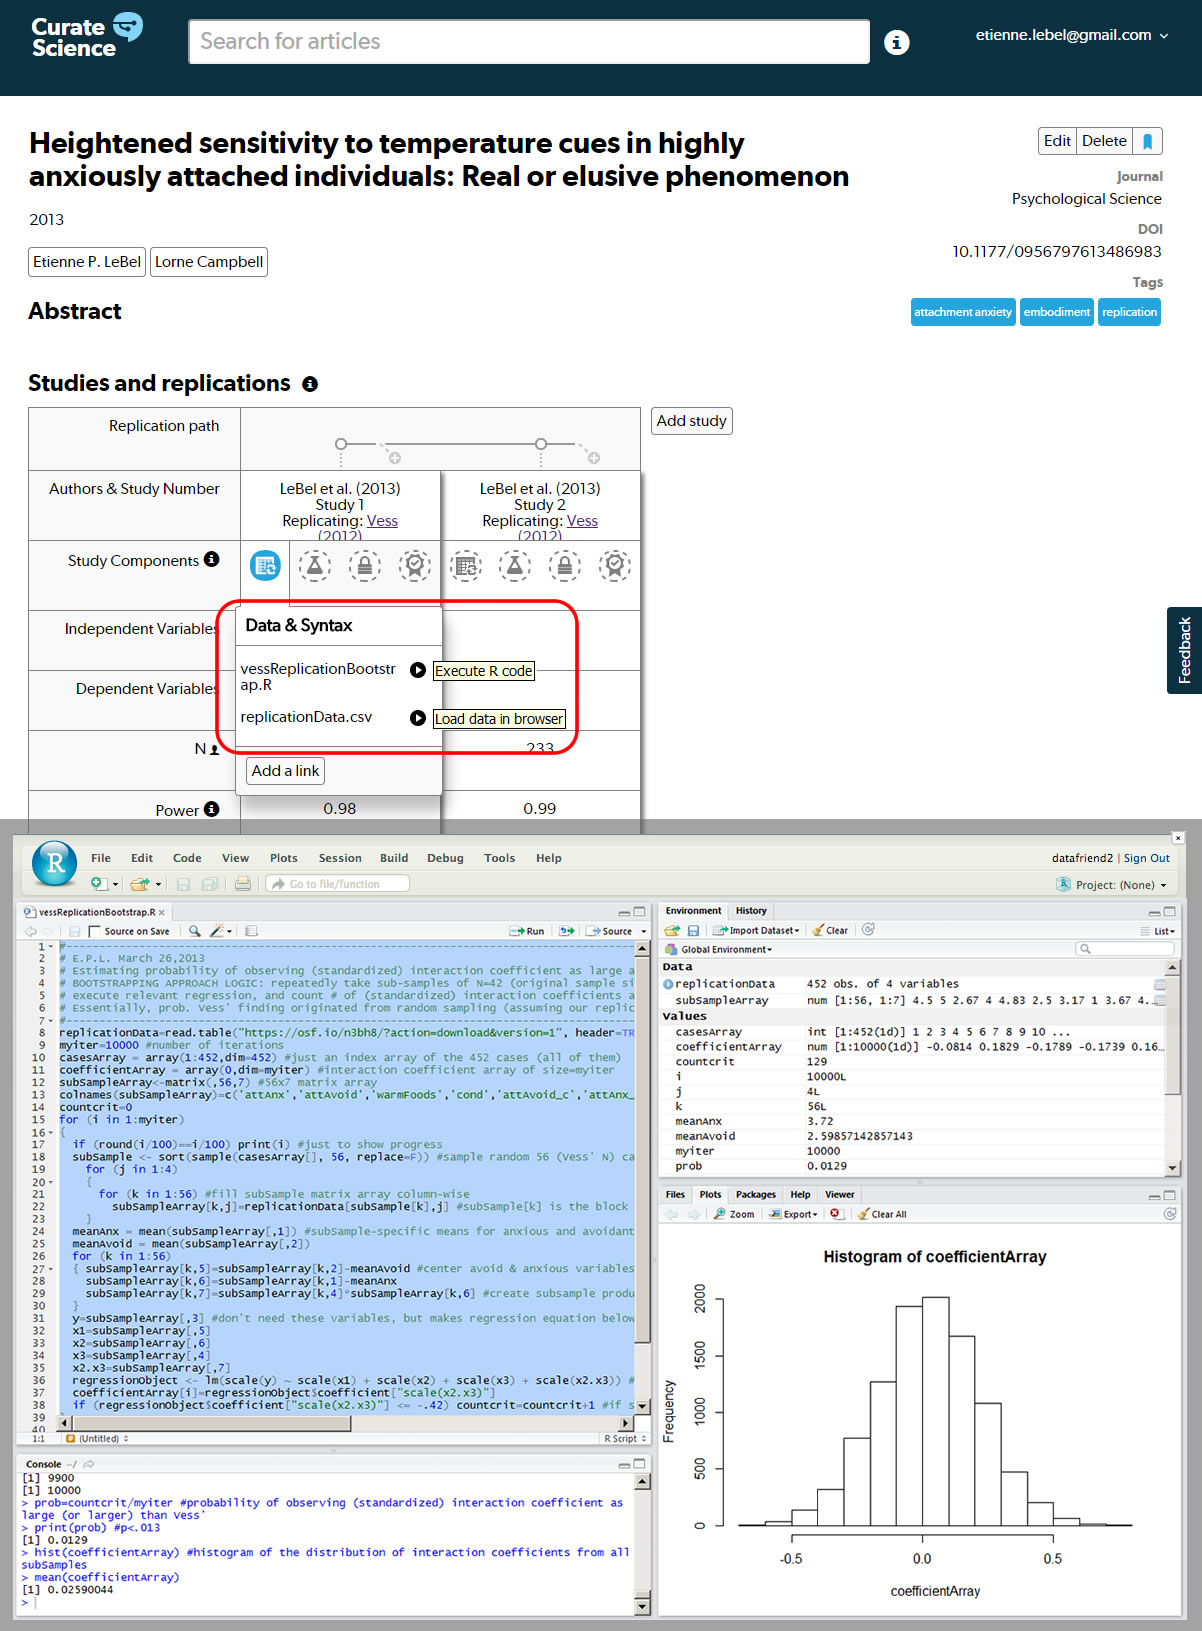 Curate
Science
Search for articles
etienne.lebel@gmail.com
Heightened sensitivity to temperature cues in highly
anxiously attached individuals: Real or elusive phenomenon
2013
Etienne P. LeBel
Lorne Campbell
Abstract
Edit
Delete
Journal
Psychological Science
DOI
10.1177/0956797613486983
Tags
attachment anxiety
embodiment
replication
Studies and replications
Replication path
Add study
Authors & Study Number
LeBel et al. (2013)
Study 1
Replicating: Vess
(2012)
LeBel et al. (2013)
Study 2
Replicating: Vess
(2012)
Study Components
Independent Variables
Dependent Variables
N
233
Power
0.98
0.99
Data & Syntax
vessReplicationBootstr
ap.R
Execute R code
replicationData.csv
Load data in browser
Add a link
Feedback
R
File Edit Code View Plots Session Build Debug Tools Help
datafriend2 | Sign Out
Go to file/function
Project: (None)
vessReplicationBootstrap.R
Source on Save
Run
Source
1 #
2 # E.P.L. March 26,2013
3 # Estimating probability of observing (standardized) interaction coefficient as large a
4 # BOOTSTRAPPING APPROACH LOGIC: repeatedly take sub-samples of N=42 (original sample si
5 # execute relevant regression, and count # of (standardized) interaction coefficients a
6 # Essentially, prob. Vess' finding originated from random sampling (assuming our replic
7 #
8 replicationData=read.table("https://osf.io/n3bh8/?action=download&version=1", header=TR
9 myiter=10000 #number of iterations
10 casesArray = array(1:452,dim=452) #just an index array of the 452 cases (all of them)
11 coefficientArray = array(0,dim=myiter) #interaction coefficient array of size=myiter
12 subSampleArray<-matrix(,56,7) #56x7 matrix array
13 colnames(subSampleArray)=c('attAnx','attAvoid','warmFoods','cond','attAvoid_c','attAnx_
14 countcrit=0
15 for (i in 1:myiter)
16 {
17 if (round(i/100)==i/100) print(i) #just to show progress
18 subSample <- sort(sample(casesArray[], 56, replace=F)) #sample random 56 (Vess' N) ca
19 for (j in 1:4)
20 {
21 for (k in 1:56) #fill subSample matrix array column-wise
22 subSampleArray[k,j]=replicationData[subSample[k],j] #subSample[k] is the block
23 }
24 meanAnx = mean(subSampleArray[,1]) #subSample-specific means for anxious and avoidant
25 meanAvoid = mean(subSampleArray[,2])
26 for (k in 1:56)
27 { subSampleArray[k,5]=subSampleArray[k,2]-meanAvoid #center avoid & anxious variables
28 subSampleArray[k,6]=subSampleArray[k,1]-meanAnx
29 subSampleArray[k,7]=subSampleArray[k,4]*subSampleArray[k,6] #create subsample produ
30 }
31 y=subSampleArray[,3] #don't need these variables, but makes regression equation below
32 x1=subSampleArray[,5]
33 x2=subSampleArray[,6]
34 x3=subSampleArray[,4]
35 x2.x3=subSampleArray[,7]
36 regressionObject <- lm(scale(y) ~ scale(x1) + scale(x2) + scale(x3) + scale(x2.x3)) #
37 coefficientArray[i]=regressionObject$coefficient["scale(x2.x3)"]
38 if (regressionObject$coefficient["scale(x2.x3)"] <= -.42) countcrit=countcrit+1 #if s
39
40
1:1
(Untitled)
R Script
Console ~/
[1] 9900
[1] 10000
> prob=countcrit/myiter #probability of observing (standardized) interaction coefficient as
large (or larger) than Vess'
> print(prob) #p<.013
[1] 0.0129
> hist(coefficientArray) #histogram of the distribution of interaction coefficients from all
subSamples
> mean(coefficientArray)
[1] 0.02590044
>
Environment History
Import Dataset
Clear
List
Global Environment
Data
replicationData 452 obs. of 4 variables
subSampleArray num [1:56, 1:7] 4.5 5 2.67 4 4.83 2.5 3.17 1 3.67 4...
Values
casesArray int [1:452(1d)] 1 2 3 4 5 6 7 8 9 10 ...
coefficientArray num [1:10000(1d)] -0.0814 0.1829 -0.1789 -0.1739 0.16...
countcrit 129
i 10000L
j 4L
k 56L
meanAnx 3.72
meanAvoid 2.59857142857143
myiter 10000
prob 0.0129
Files Plots Packages Help Viewer
Zoom
Export
Clear All
Histogram of coefficientArray
Frequency
2000
1500
1000
500
0
-0.5 0.0 0.5
coefficientArray